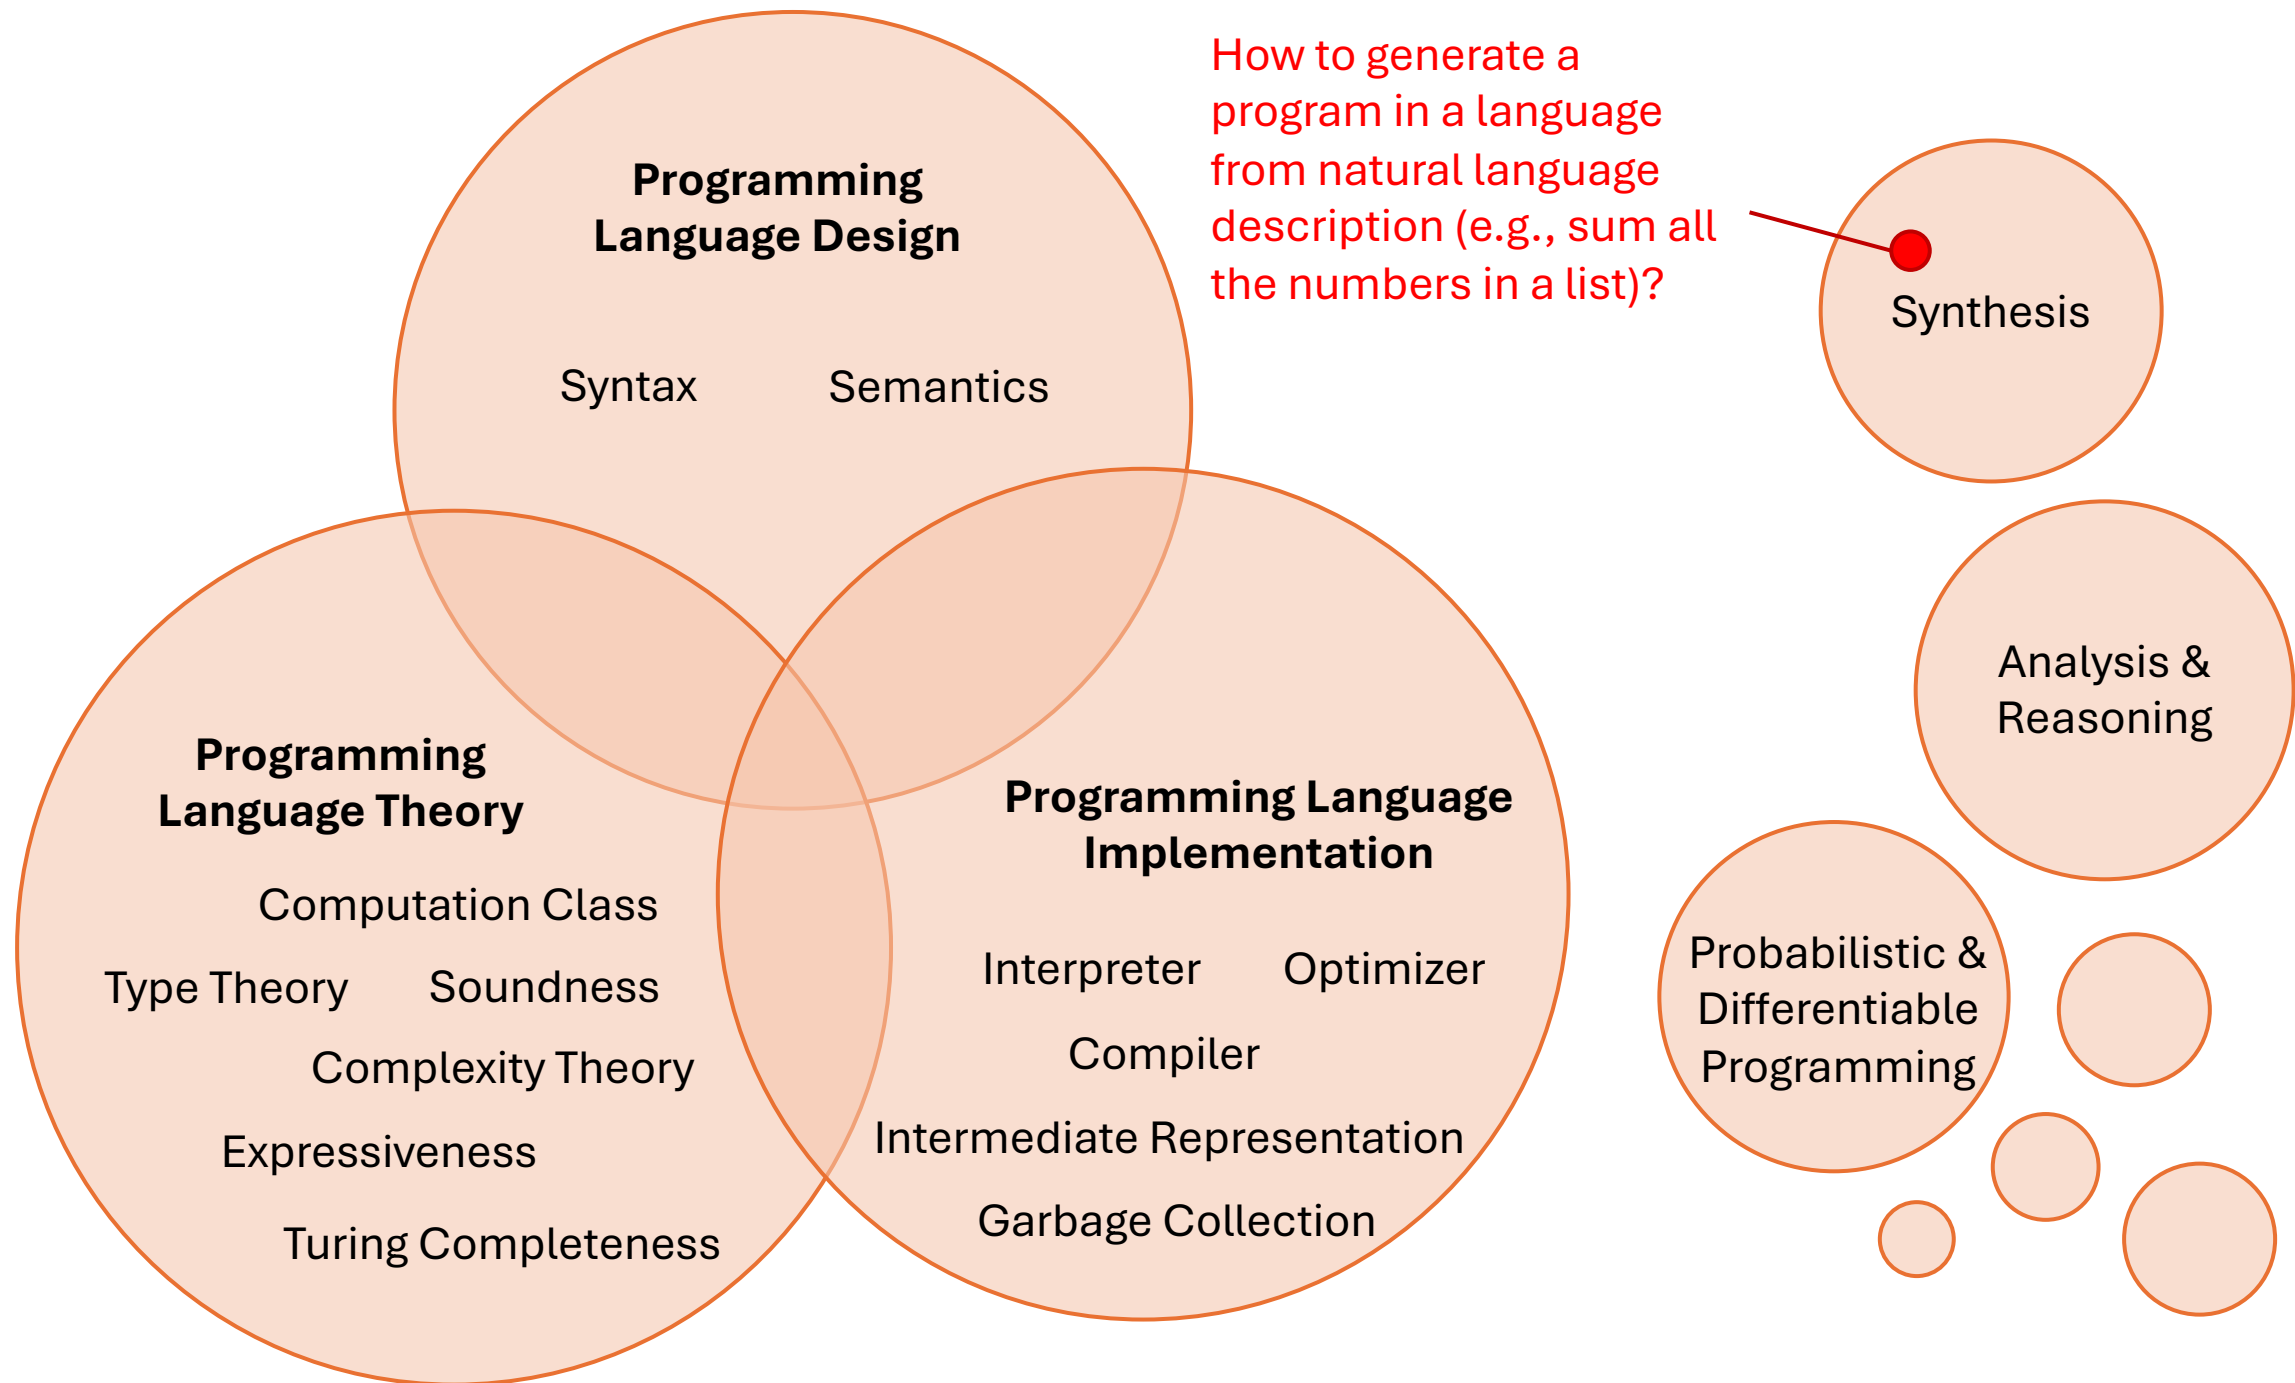 Programming
Language Design
Syntax
Semantics
How to generate a
program in a language
from natural language
description (e.g., sum all
the numbers in a list)?
Synthesis
Analysis &
Reasoning
Programming
Language Theory
Computation Class
Type Theory
Soundness
Complexity Theory
Expressiveness
Turing Completeness
Programming Language
Implementation
Interpreter
Optimizer
Compiler
Intermediate Representation
Garbage Collection
Probabilistic &
Differentiable
Programming